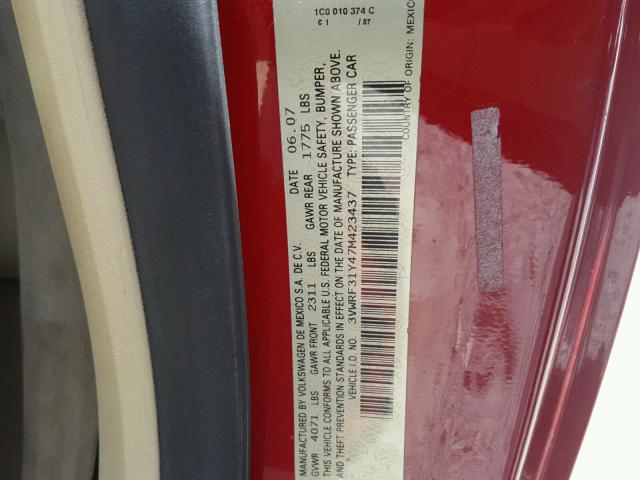 MANUFACTURED BY VOLKSWAGEN DE MEXICO S.A. DE C.V. DATE 06.07
GVWR 4071 LBS GAWR FRONT 2311 LBS GAWR REAR 1775 LBS
THIS VEHICLE CONFORMS TO ALL APPLICABLE U.S. FEDERAL MOTOR VEHICLE SAFETY, BUMPER,
AND THEFT PREVENTION STANDARDS IN EFFECT ON THE DATE OF MANUFACTURE SHOWN ABOVE.
VEHICLE I.D. NO. 3VWRF31Y47M423437 TYPE: PASSENGER CAR
COUNTRY OF ORIGIN: MEXICO
1C0 010 374 C
C 1 / 07